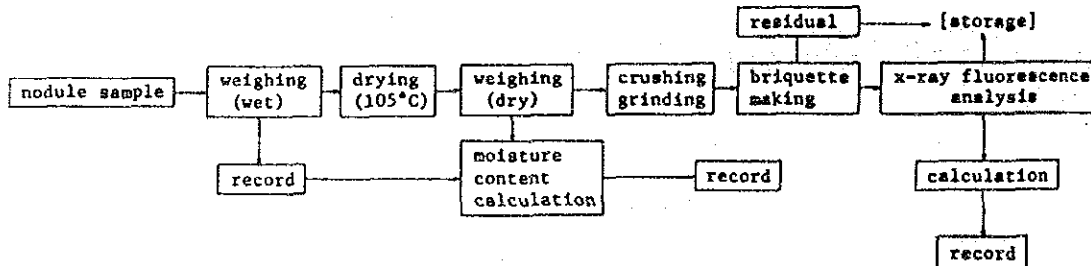 residual
[storage]
nodule sample
weighing
(wet)
drying
(105°C)
weighing
(dry)
crushing
grinding
briquette
making
x-ray fluorescence
analysis
record
moisture
content
calculation
record
calculation
record